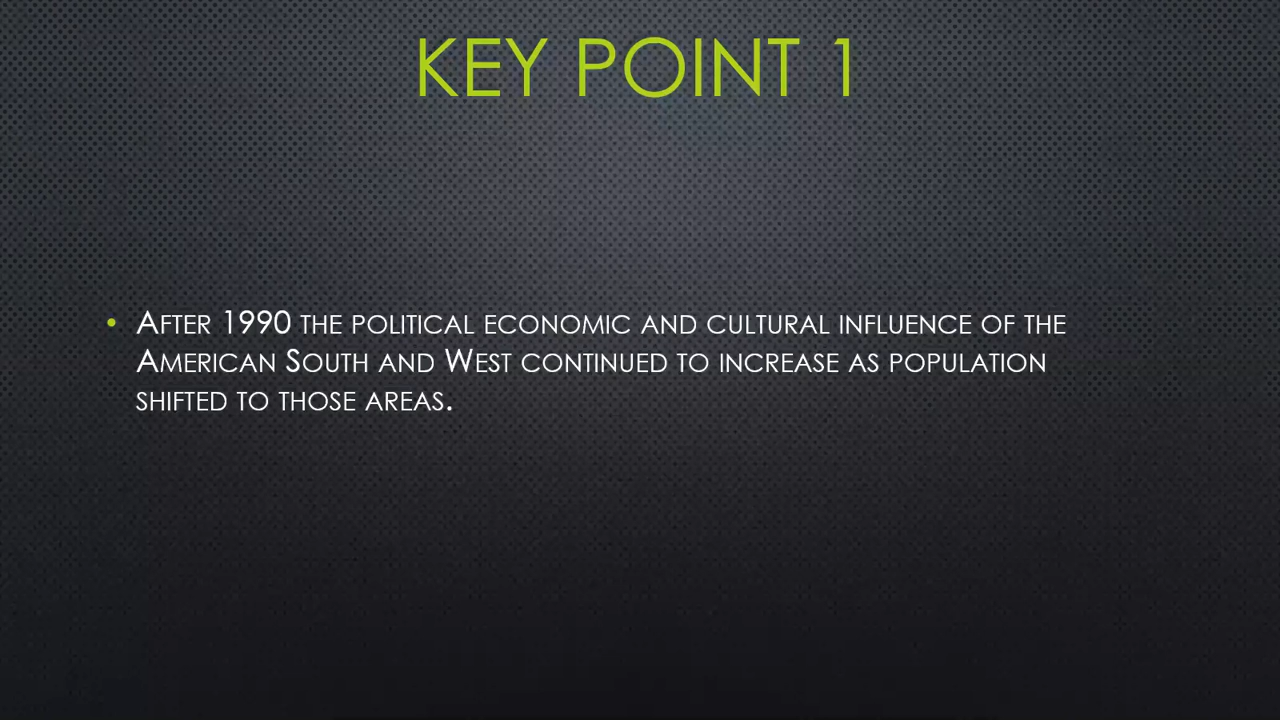 KEY POINT 1
• After 1990 the political economic and cultural influence of the
American South and West continued to increase as population
shifted to those areas.